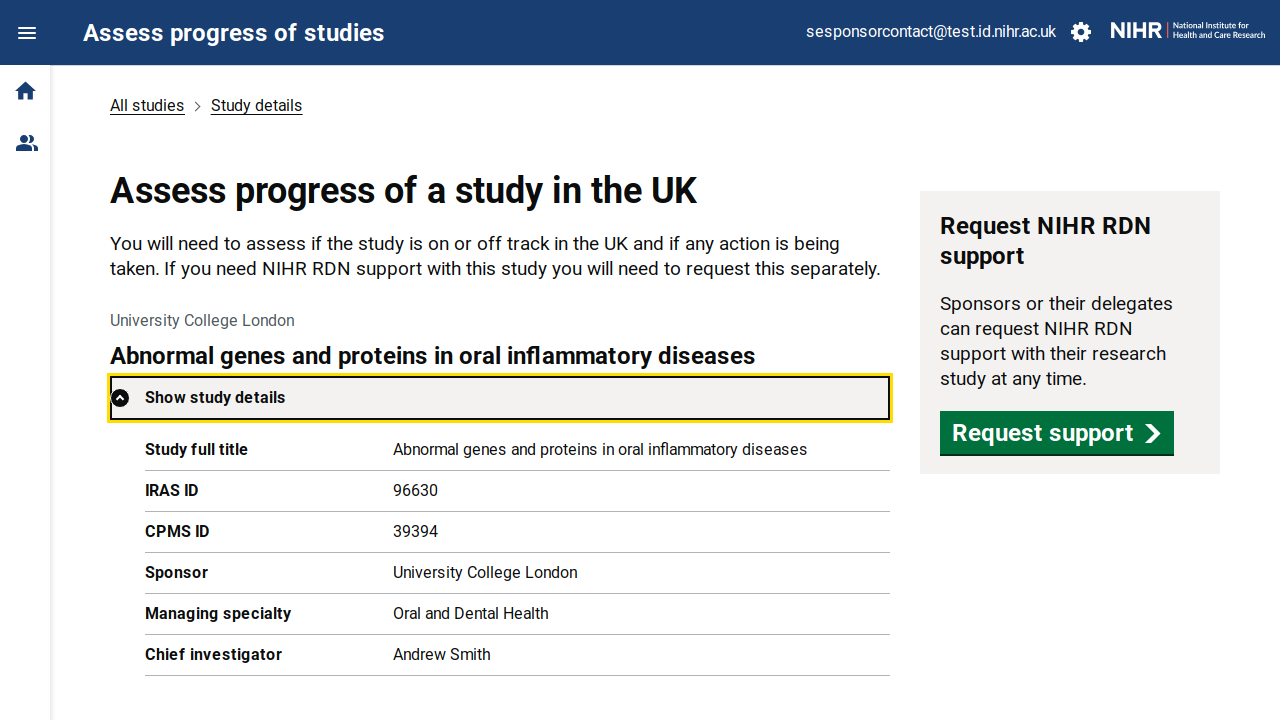 Assess progress of studies
sesponsorcontact@test.id.nihr.ac.uk
NIHR
National Institute for
Health and Care Research
All studies
Study details
Assess progress of a study in the UK
You will need to assess if the study is on or off track in the UK and if any action is being
taken. If you need NIHR RDN support with this study you will need to request this separately.
University College London
Abnormal genes and proteins in oral inflammatory diseases
Show study details
Study full title Abnormal genes and proteins in oral inflammatory diseases
IRAS ID 96630
CPMS ID 39394
Sponsor University College London
Managing specialty Oral and Dental Health
Chief investigator Andrew Smith
Request NIHR RDN
support
Sponsors or their delegates
can request NIHR RDN
support with their research
study at any time.
Request support